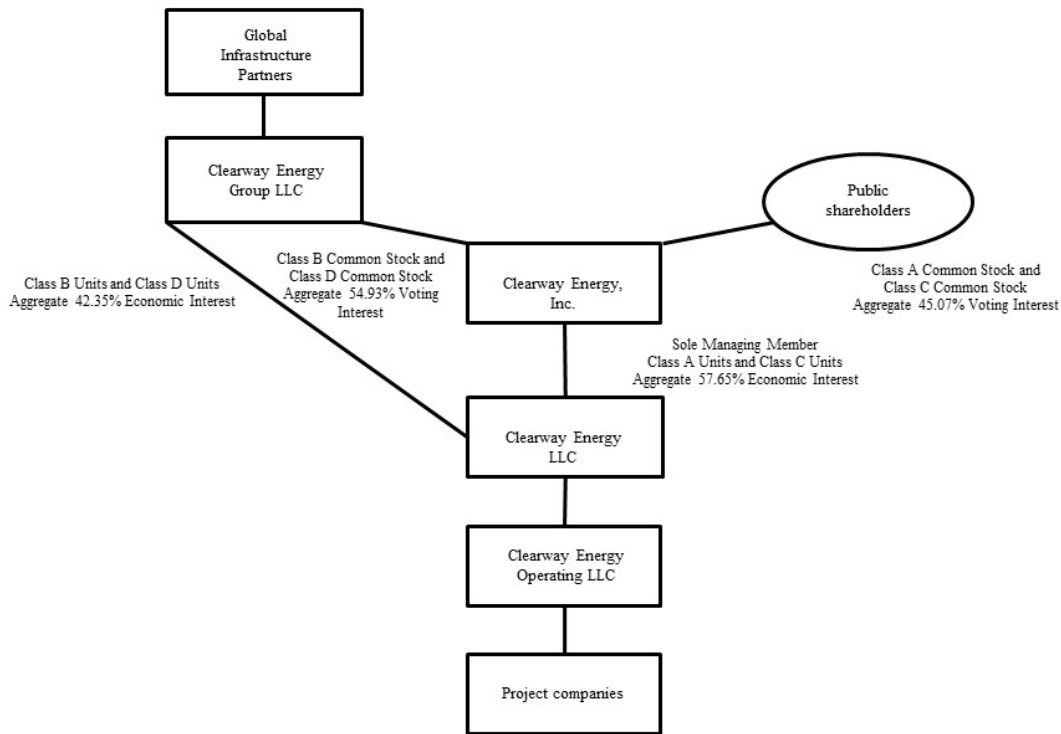 Global
Infrastructure
Partners
Clearway Energy
Group LLC
Public
shareholders
Class B Units and Class D Units
Aggregate 42.35% Economic Interest
Class B Common Stock and
Class D Common Stock
Aggregate 54.93% Voting
Interest
Clearway Energy,
Inc.
Class A Common Stock and
Class C Common Stock
Aggregate 45.07% Voting Interest
Sole Managing Member
Class A Units and Class C Units
Aggregate 57.65% Economic Interest
Clearway Energy
LLC
Clearway Energy
Operating LLC
Project companies